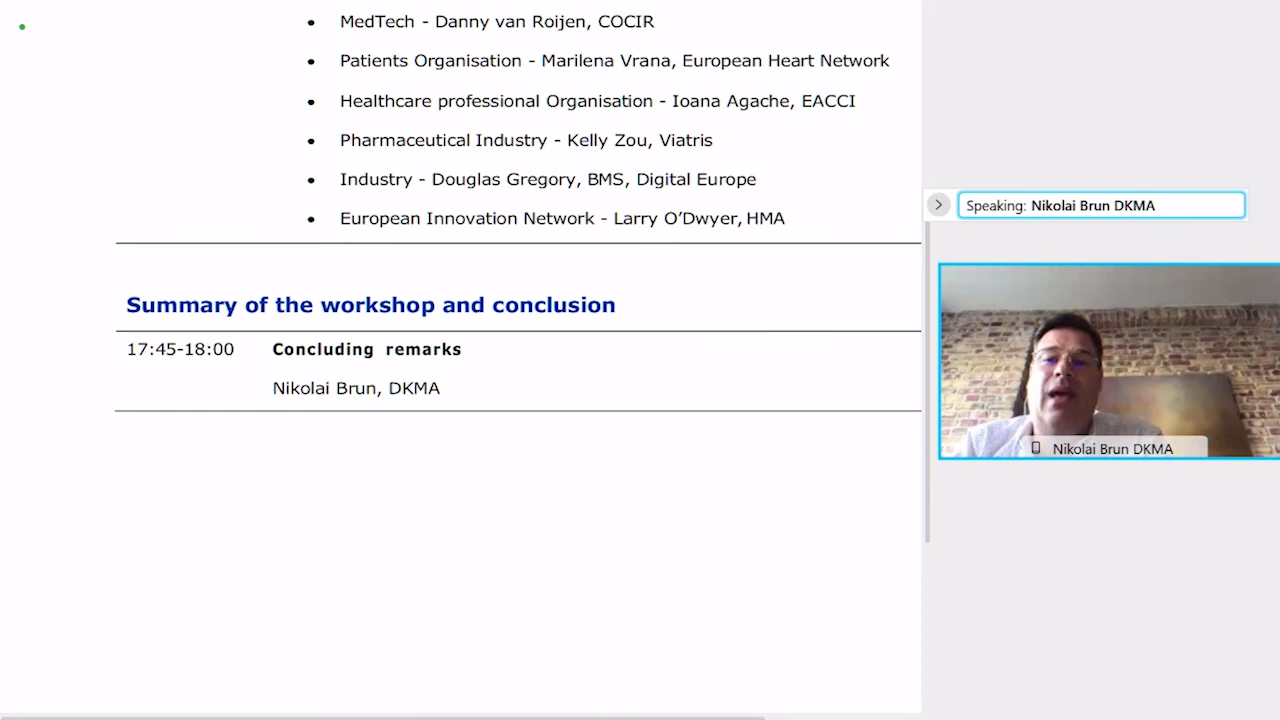 • MedTech - Danny van Roijen, COCIR
• Patients Organisation - Marilena Vrana, European Heart Network
• Healthcare professional Organisation - Ioana Agache, EACCI
• Pharmaceutical Industry - Kelly Zou, Viatris
• Industry - Douglas Gregory, BMS, Digital Europe
• European Innovation Network - Larry O’Dwyer, HMA
Summary of the workshop and conclusion
17:45-18:00 Concluding remarks
Nikolai Brun, DKMA
Speaking: Nikolai Brun DKMA
Nikolai Brun DKMA